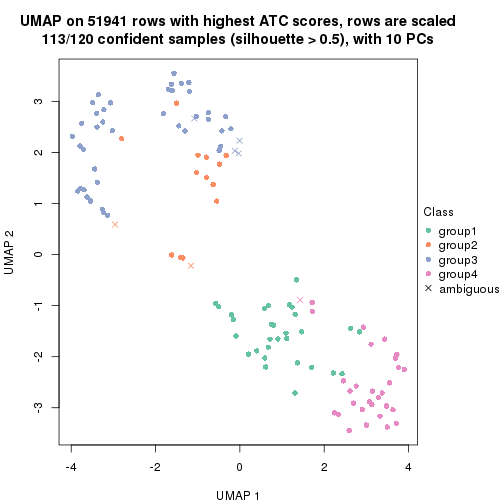 UMAP on 51941 rows with highest ATC scores, rows are scaled
113/120 confident samples (silhouette > 0.5), with 10 PCs
UMAP 2
3
2
1
0
-1
-2
-3
-4
-2
0
2
4
UMAP 1
Class
group1
group2
group3
group4
ambiguous